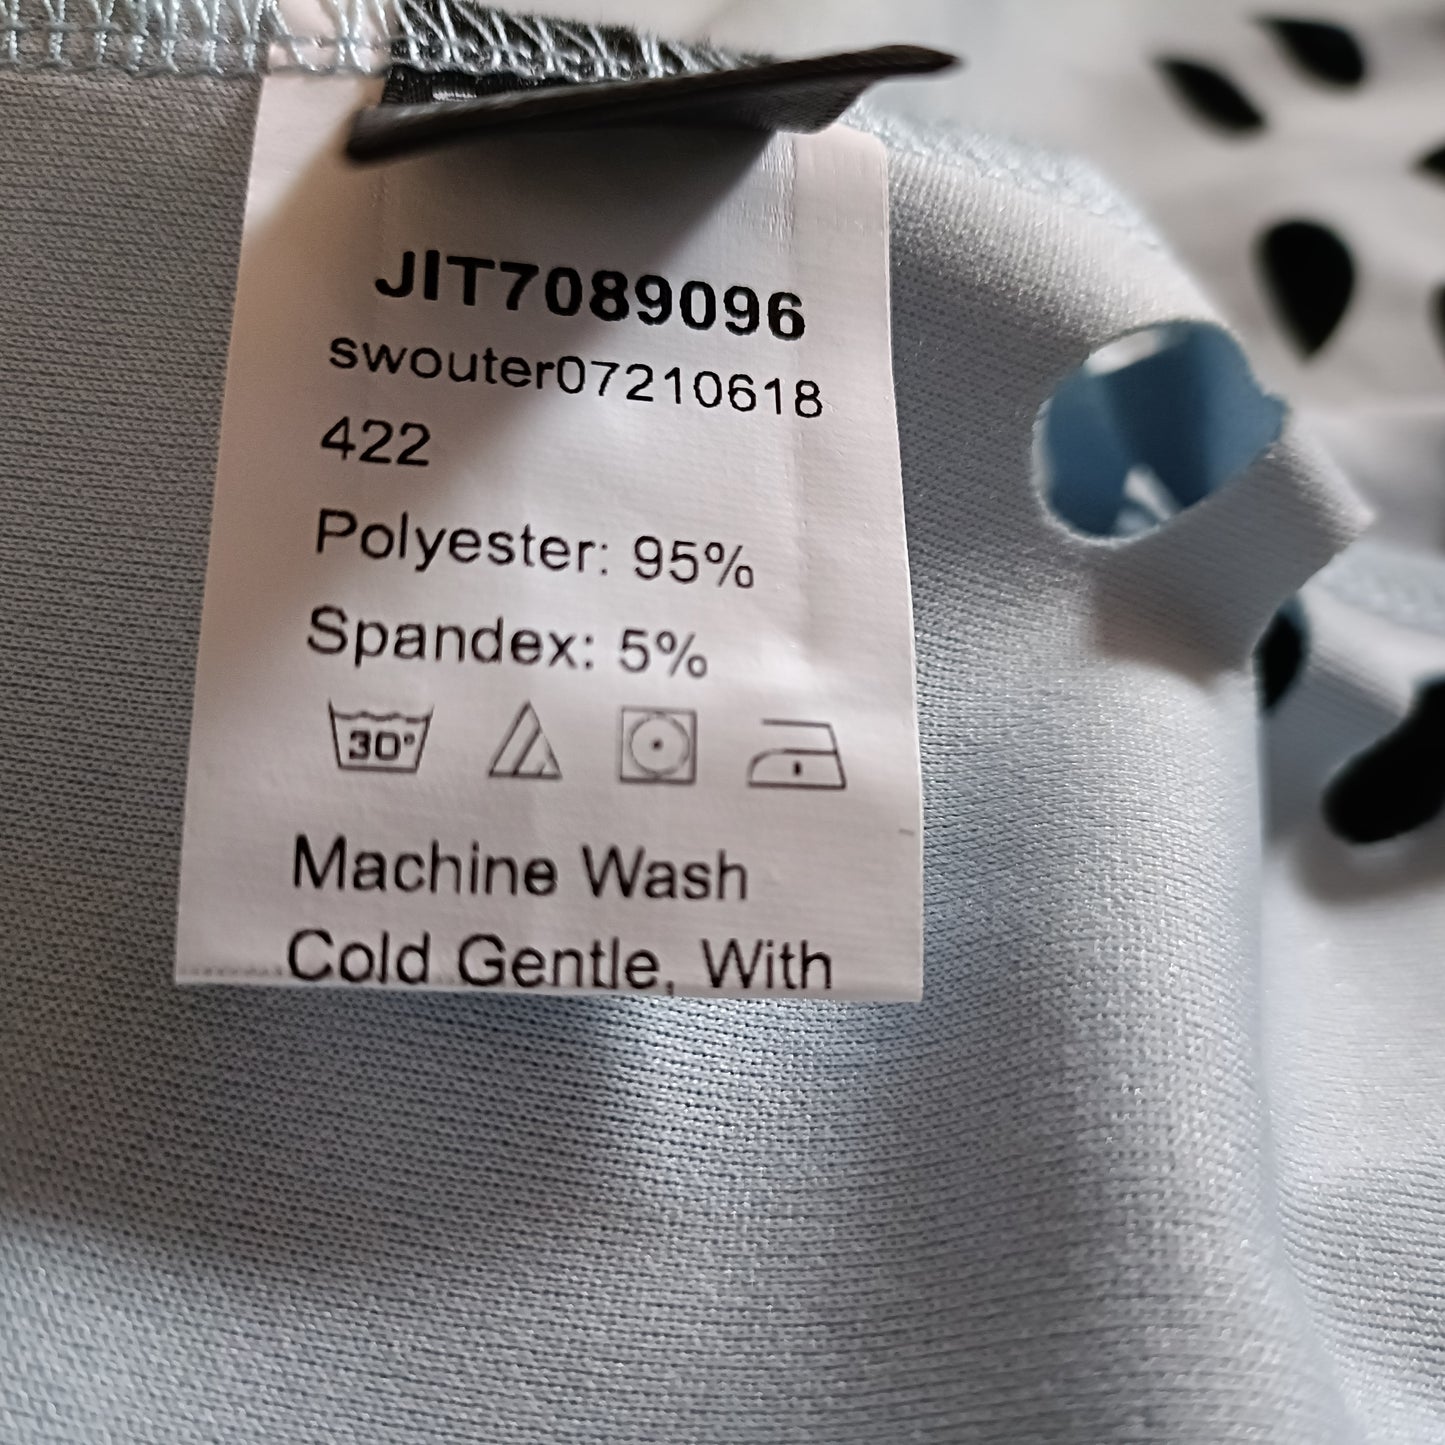 JIT7089096
swouter07210618
422
Polyester: 95%
Spandex: 5%
30°
Machine Wash
Cold Gentle, With